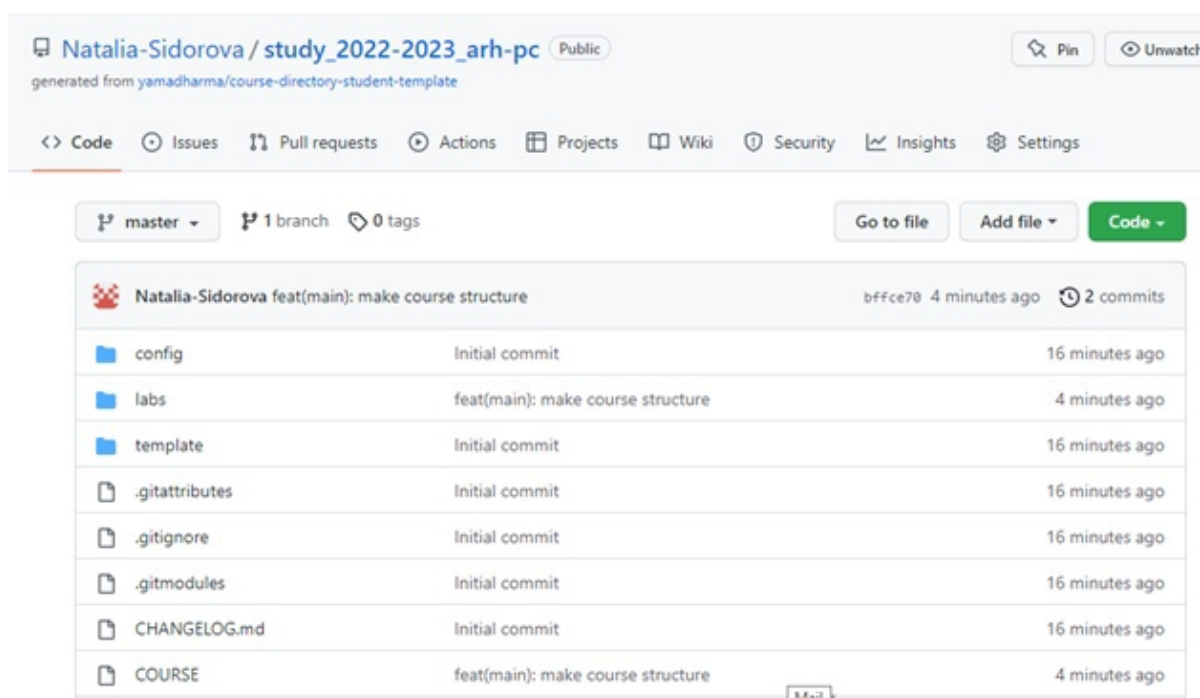 Natalia-Sidorova / study_2022-2023_arh-pc Public
Pin
Unwatch
generated from yamadharma/course-directory-student-template
<> Code Issues Pull requests Actions Projects Wiki Security Insights Settings
master 1 branch 0 tags Go to file Add file Code
Natalia-Sidorova feat(main): make course structure bffce70 4 minutes ago 2 commits
config Initial commit 16 minutes ago
labs feat(main): make course structure 4 minutes ago
template Initial commit 16 minutes ago
.gitattributes Initial commit 16 minutes ago
.gitignore Initial commit 16 minutes ago
.gitmodules Initial commit 16 minutes ago
CHANGELOG.md Initial commit 16 minutes ago
COURSE feat(main): make course structure 4 minutes ago
Mail